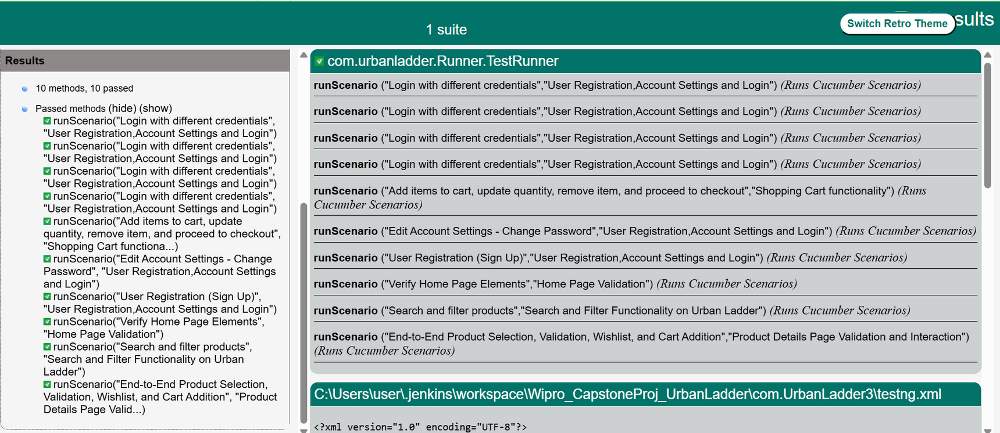 1 suite
Switch Retro Theme
sults
Results
10 methods, 10 passed
Passed methods (hide) (show)
runScenario("Login with different credentials",
"User Registration,Account Settings and Login")
runScenario("Login with different credentials",
"User Registration,Account Settings and Login")
runScenario("Login with different credentials",
"User Registration,Account Settings and Login")
runScenario("Login with different credentials",
"User Registration,Account Settings and Login")
runScenario("Add items to cart, update
quantity, remove item, and proceed to checkout",
"Shopping Cart functiona...)
runScenario("Edit Account Settings - Change
Password", "User Registration,Account Settings
and Login")
runScenario("User Registration (Sign Up)",
"User Registration,Account Settings and Login")
runScenario("Verify Home Page Elements",
"Home Page Validation")
runScenario("Search and filter products",
"Search and Filter Functionality on Urban
Ladder")
runScenario("End-to-End Product Selection,
Validation, Wishlist, and Cart Addition", "Product
Details Page Valid...)
com.urbanladder.Runner.TestRunner
runScenario ("Login with different credentials","User Registration,Account Settings and Login") (Runs Cucumber Scenarios)
runScenario ("Login with different credentials","User Registration,Account Settings and Login") (Runs Cucumber Scenarios)
runScenario ("Login with different credentials","User Registration,Account Settings and Login") (Runs Cucumber Scenarios)
runScenario ("Login with different credentials","User Registration,Account Settings and Login") (Runs Cucumber Scenarios)
runScenario ("Add items to cart, update quantity, remove item, and proceed to checkout","Shopping Cart functionality") (Runs
Cucumber Scenarios)
runScenario ("Edit Account Settings - Change Password","User Registration,Account Settings and Login") (Runs Cucumber Scenarios)
runScenario ("User Registration (Sign Up)","User Registration,Account Settings and Login") (Runs Cucumber Scenarios)
runScenario ("Verify Home Page Elements","Home Page Validation") (Runs Cucumber Scenarios)
runScenario ("Search and filter products","Search and Filter Functionality on Urban Ladder") (Runs Cucumber Scenarios)
runScenario ("End-to-End Product Selection, Validation, Wishlist, and Cart Addition","Product Details Page Validation and Interaction")
(Runs Cucumber Scenarios)
C:\Users\user\.jenkins\workspace\Wipro_CapstoneProj_UrbanLadder\com.UrbanLadder3\testng.xml
<?xml version="1.0" encoding="UTF-8"?>